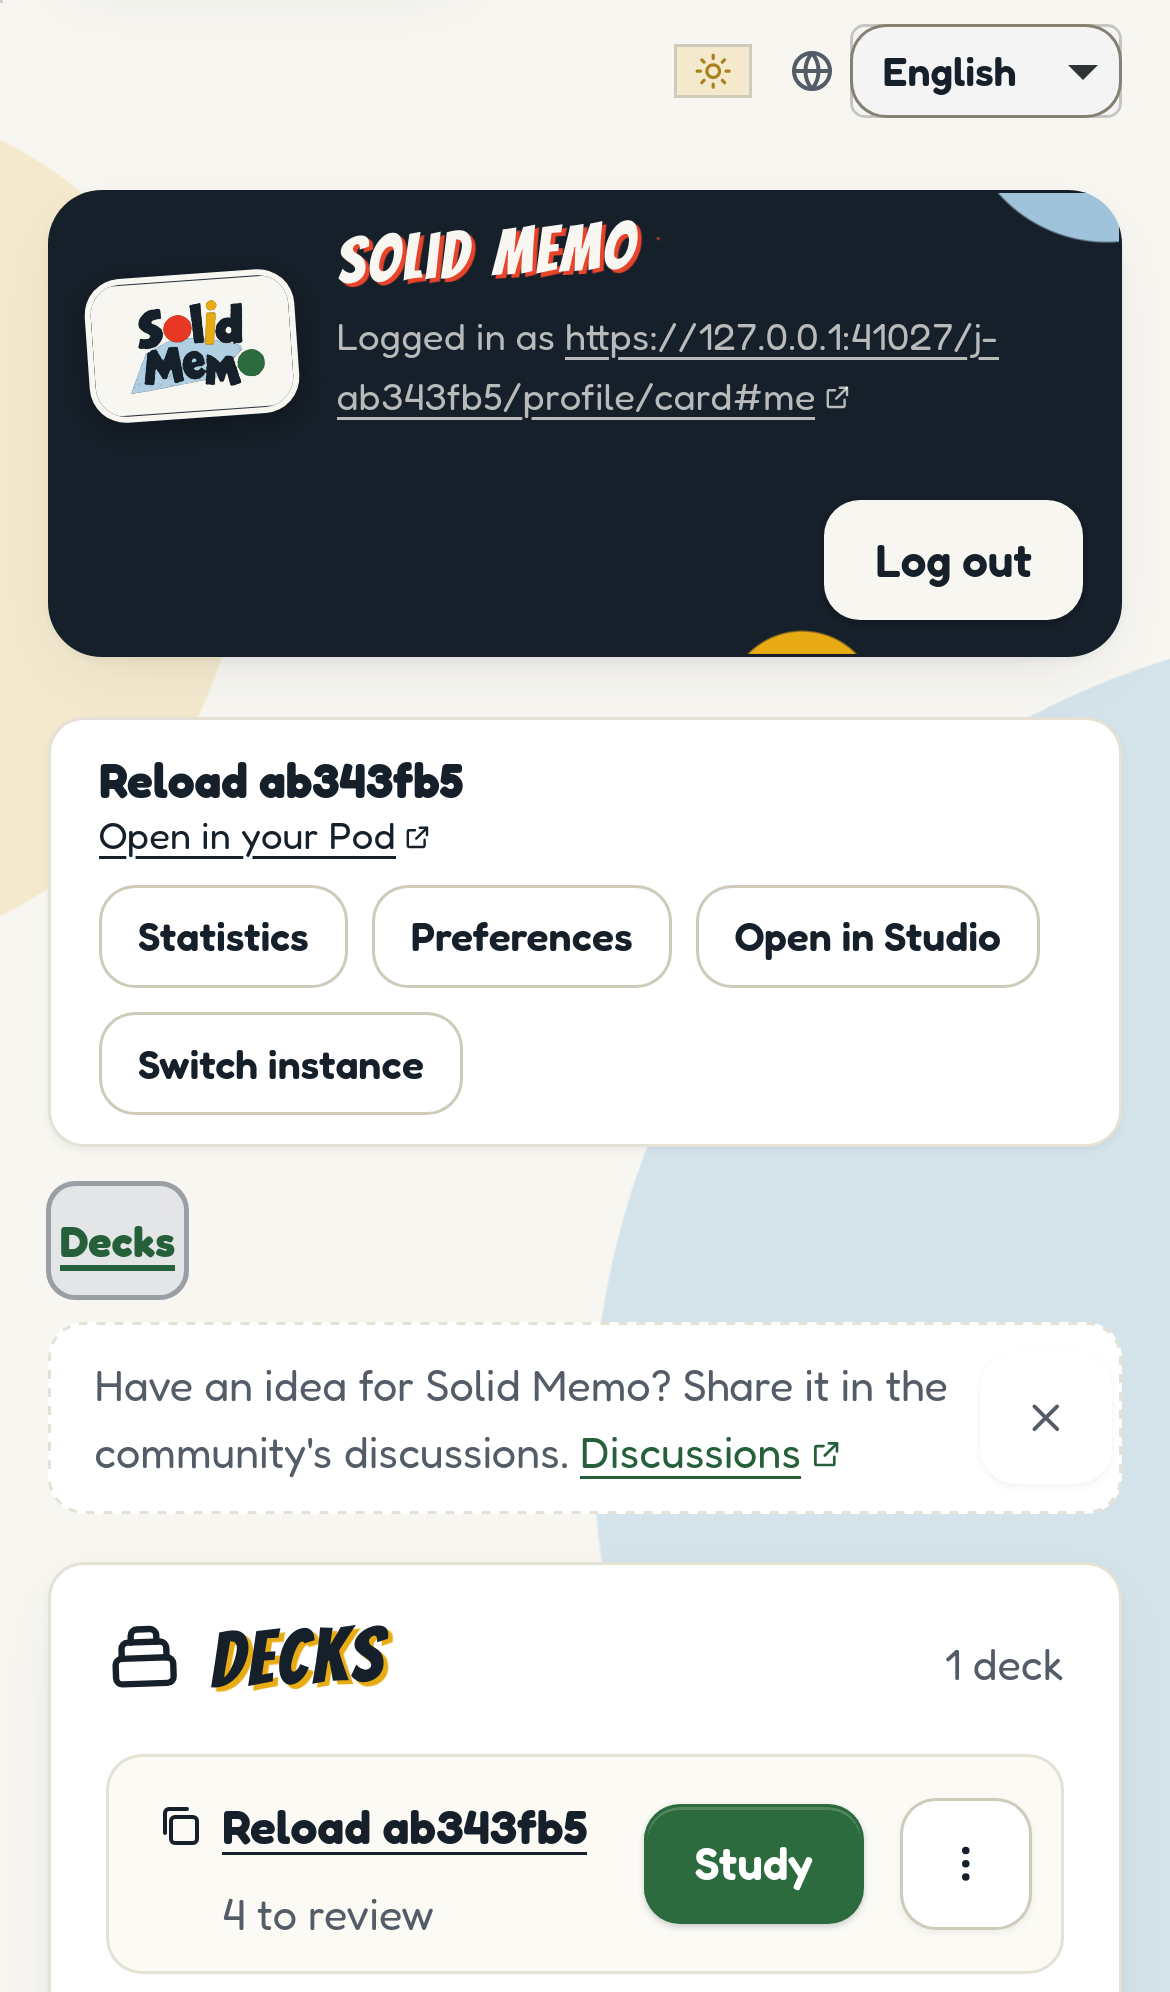 English
SOLID MEMO
Solid
MeMo
Logged in as https://127.0.0.1:41027/j-
ab343fb5/profile/card#me
Log out
Reload ab343fb5
Open in your Pod
Statistics
Preferences
Open in Studio
Switch instance
Decks
Have an idea for Solid Memo? Share it in the
community's discussions. Discussions
DECKS
1 deck
Reload ab343fb5
Study
4 to review